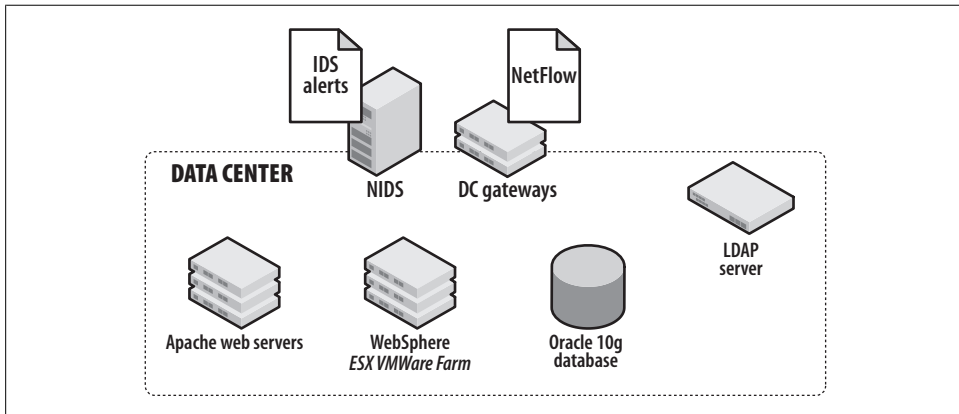 IDS
alerts
NetFlow
DATA CENTER
NIDS
DC gateways
LDAP
server
Apache web servers
WebSphere
ESX VMWare Farm
Oracle 10g
database